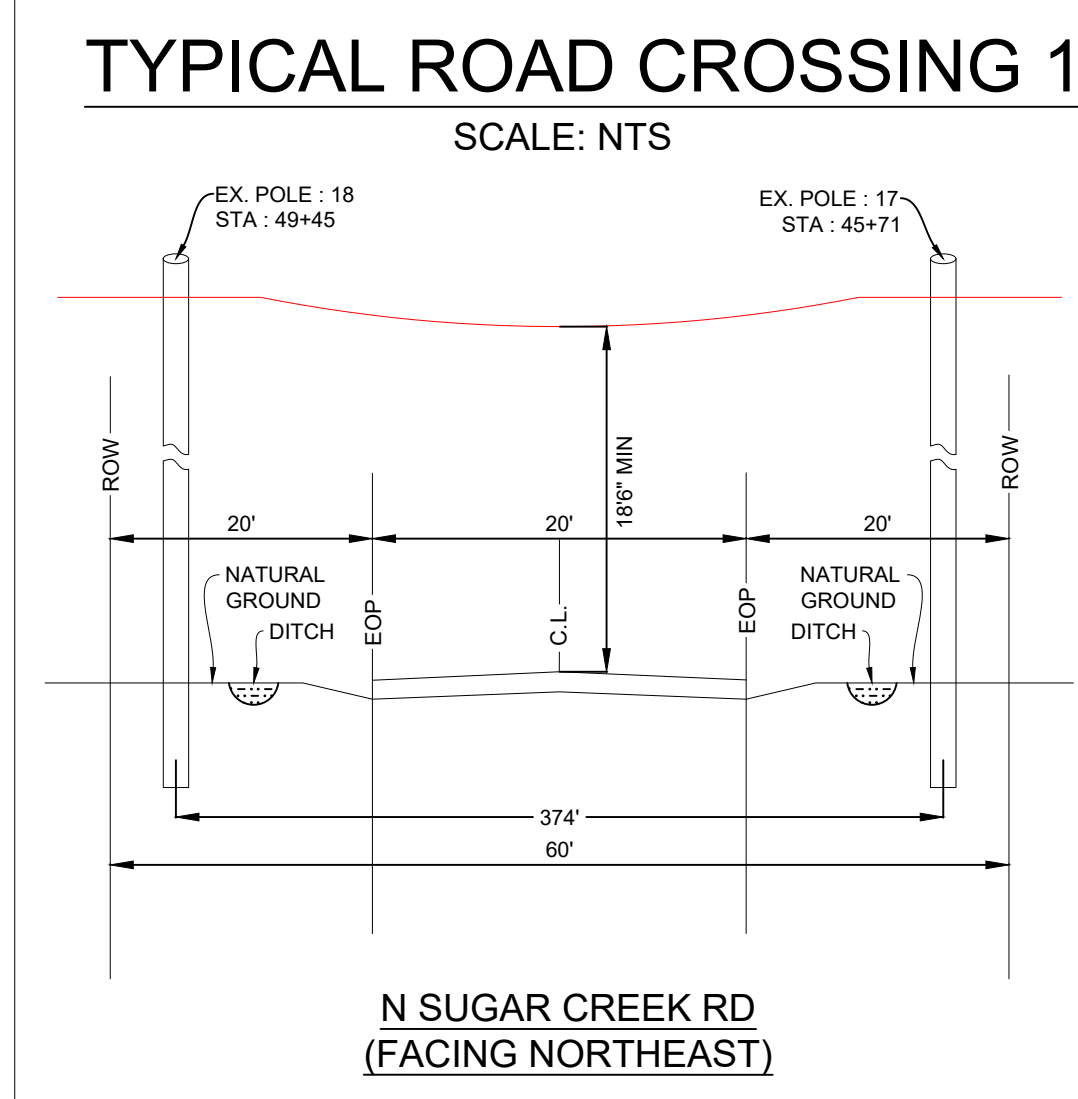 TYPICAL ROAD CROSSING 1
SCALE: NTS
EX. POLE : 18
STA : 49+45
EX. POLE : 17
STA : 45+71
ROW
18'6" MIN
ROW
20'
20'
20'
NATURAL
GROUND
DITCH
EOP
C.L.
EOP
NATURAL
GROUND
DITCH
374'
60'
N SUGAR CREEK RD
(FACING NORTHEAST)